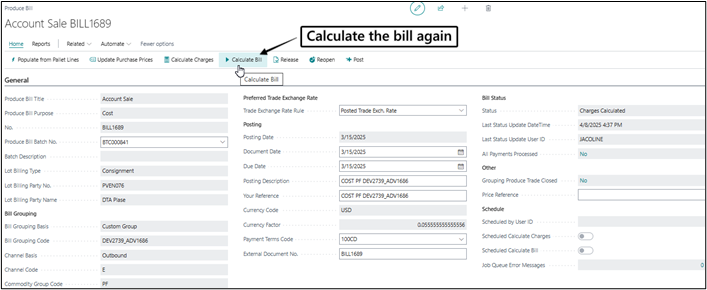 Produce Bill
Account Sale BILL1689
Calculate the bill again
Home Reports Related Automate Fewer options
Populate from Pallet Lines Update Purchase Prices Calculate Charges Calculate Bill Release Reopen Post
Calculate Bill
General
Produce Bill Title Account Sale
Produce Bill Purpose Cost
No. BILL1689
Produce Bill Batch No. BTC000841
Batch Description
Lot Billing Type Consignment
Lot Billing Party No. PVEN076
Lot Billing Party Name DTA Plase
Bill Grouping
Bill Grouping Basis Custom Group
Bill Grouping Code DEV2739_ADV1686
Channel Basis Outbound
Channel Code E
Commodity Group Code PF
Preferred Trade Exchange Rate
Trade Exchange Rate Rule Posted Trade Exch. Rate
Posting
Posting Date 3/15/2025
Document Date 3/15/2025
Due Date 3/15/2025
Posting Description COST PF DEV2739_ADV1686
Your Reference COST PF DEV2739_ADV1686
Currency Code USD
Currency Factor 0.055555555555556
Payment Terms Code 100CD
External Document No. BILL1689
Bill Status
Status Charges Calculated
Last Status Update DateTime 4/8/2025 4:37 PM
Last Status Update User ID JACDLINE
All Payments Processed No
Other
Grouping Produce Trade Closed No
Price Reference
Schedule
Scheduled by User ID
Scheduled Calculate Charges
Scheduled Calculate Bill
Job Queue Error Messages 0